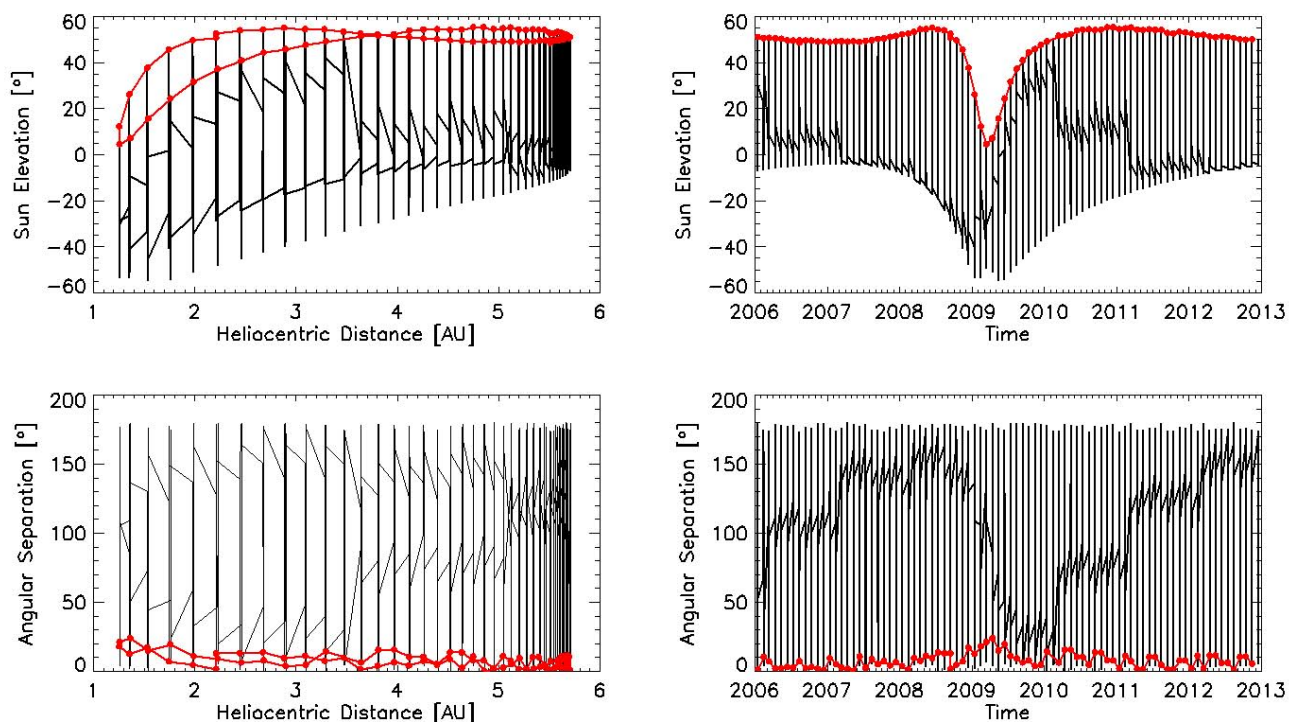 Sun Elevation [°]
60
40
20
0
−20
−40
−60
1 2 3 4 5 6
Heliocentric Distance [AU]
Sun Elevation [°]
60
40
20
0
−20
−40
−60
2006 2007 2008 2009 2010 2011 2012 2013
Time
Angular Separation [°]
200
150
100
50
0
1 2 3 4 5 6
Heliocentric Distance [AU]
Angular Separation [°]
200
150
100
50
0
2006 2007 2008 2009 2010 2011 2012 2013
Time